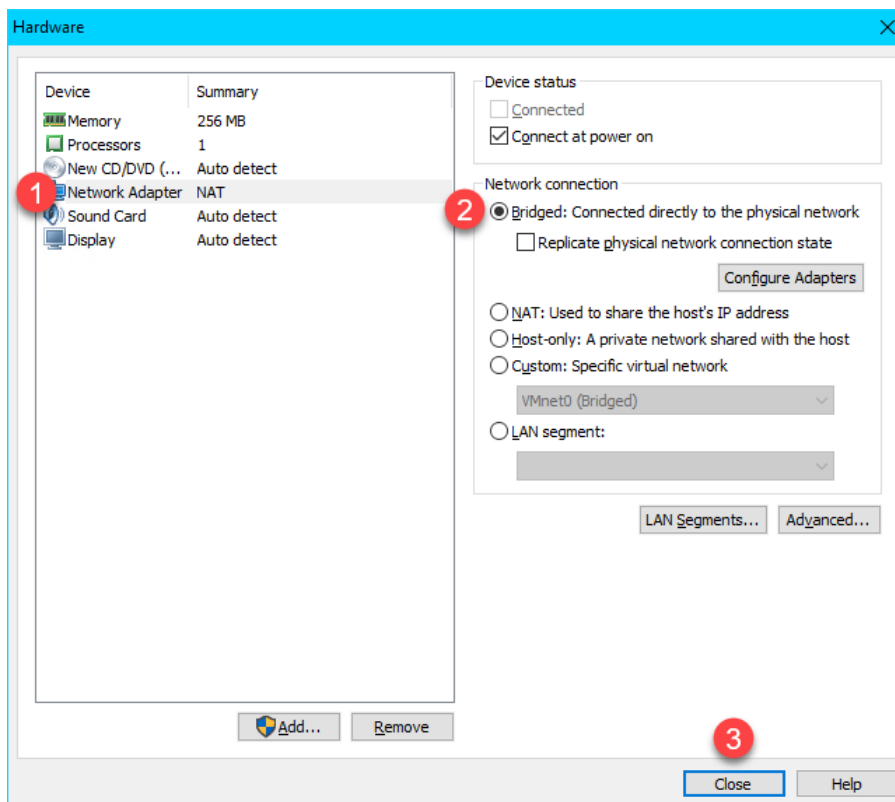 Hardware
Device Summary
Memory 256 MB
Processors 1
New CD/DVD (... Auto detect
1 Network Adapter NAT
Sound Card Auto detect
Display Auto detect
Add... Remove
Device status
Connected
Connect at power on
Network connection
2 Bridged: Connected directly to the physical network
Replicate physical network connection state
Configure Adapters
NAT: Used to share the host's IP address
Host-only: A private network shared with the host
Custom: Specific virtual network
VMnet0 (Bridged)
LAN segment:
LAN Segments... Advanced...
3
Close Help